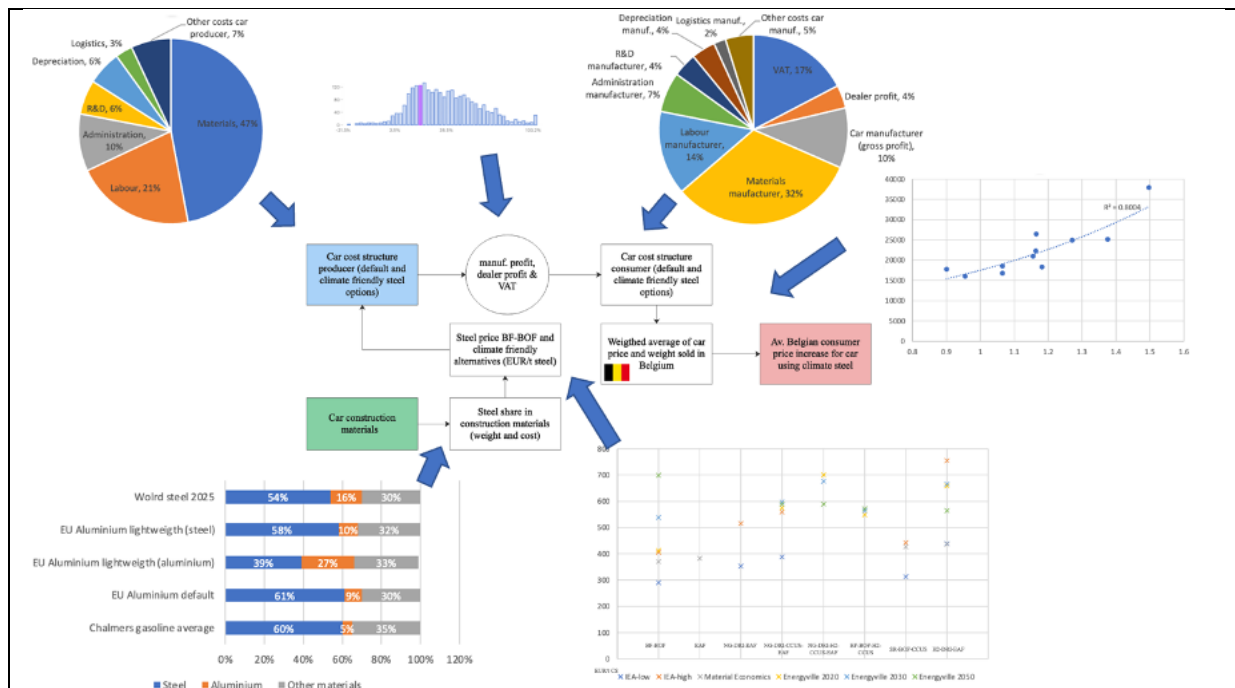 Other costs car
producer, 7%
Logistics, 3%
Depreciation, 6%
R&D, 6%
Administration,
10%
Labour, 21%
Materials, 47%
Depreciation
manuf., 4%
Logistics manuf.,
2%
Other costs car
manuf., 5%
R&D
manufacturer, 4%
Administration
manufacturer, 7%
Labour
manufacturer,
14%
Materials
maufacturer, 32%
VAT, 17%
Dealer profit, 4%
Car manufacturer
(gross profit),
10%
40000
35000
30000
25000
20000
15000
10000
5000
0
R² = 0.8004
0.8 0.9 1 1.1 1.2 1.3 1.4 1.5 1.6
Car cost structure
producer (default and
climate friendly steel
options)
manuf. profit,
dealer profit &
VAT
Car cost structure
consumer (default and
climate friendly steel
options)
Steel price BF-BOF and
climate friendly
alternatives (EUR/t steel)
Weigthed average of car
price and weight sold in
Belgium
Av. Belgian consumer
price increase for car
using climate steel
Car construction
materials
Steel share in
construction materials
(weight and cost)
Wolrd steel 2025 54% 16% 30%
EU Aluminium lightweigth (steel) 58% 10% 32%
EU Aluminium lightweigth (aluminium) 39% 27% 33%
EU Aluminium default 61% 9% 30%
Chalmers gasoline average 60% 5% 35%
0% 20% 40% 60% 80% 100% 120%
Steel Aluminium Other materials
800
700
600
500
400
300
200
100
0
BF-BOF EAF NG-DRI-EAF
IEA-low IEA-high Material Economics Energyville 2020 Energyville 2030 Energyville 2050